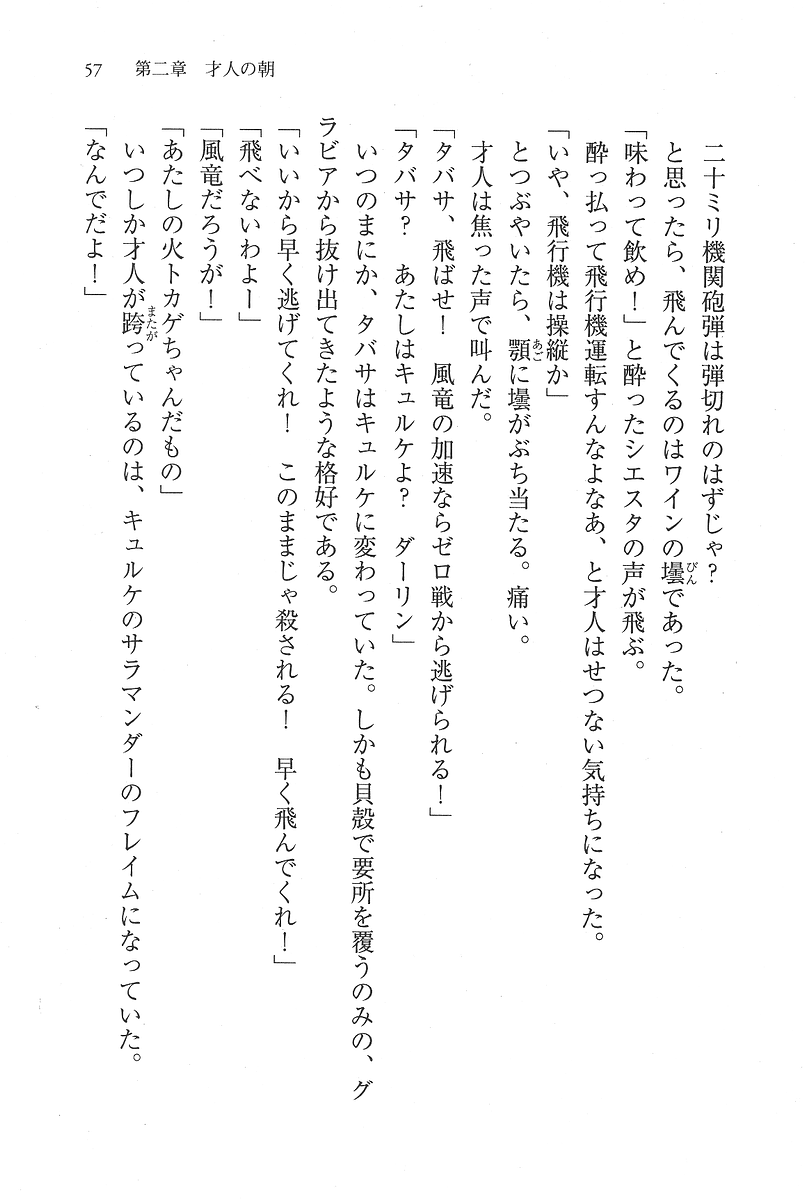 57　第二章　才人の朝
二十ミリ機関砲弾は弾切れのはずじゃ？
と思ったら、飛んでくるのはワインの壜であった。
「味わって飲め！」と酔ったシエスタの声が飛ぶ。
酔っ払って飛行機運転すんなよなあ、と才人はせつない気持ちになった。
「いや、飛行機は操縦か」
とつぶやいたら、顎に壜がぶち当たる。痛い。
才人は焦った声で叫んだ。
「タバサ、飛ばせ！　風竜の加速ならゼロ戦から逃げられる！」
「タバサ？　あたしはキュルケよ？　ダーリン」
いつのまにか、タバサはキュルケに変わっていた。しかも貝殻で要所を覆うのみの、グ
ラビアから抜け出てきたような格好である。
「いいから早く逃げてくれ！　このままじゃ殺される！　早く飛んでくれ！」
「飛べないわよー」
「風竜だろうが！」
「あたしの火トカゲちゃんだもの」
いつしか才人が跨っているのは、キュルケのサラマンダーのフレイムになっていた。
「なんでだよ！」